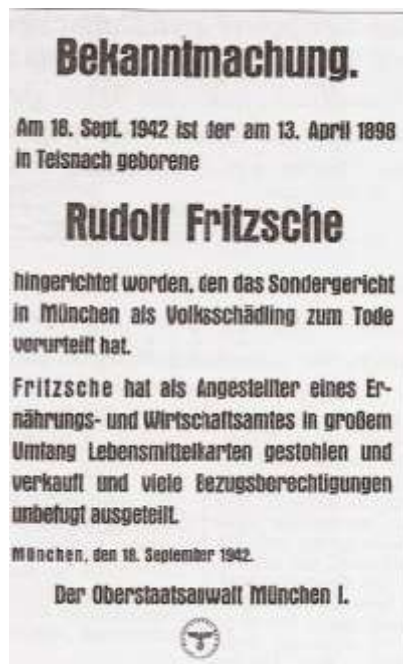 Bekanntmachung.
Am 18. Sept. 1942 ist der am 13. April 1898
in Teisnach geborene
Rudolf Fritzsche
hingerichtet worden, den das Sondergericht
in München als Volksschädling zum Tode
verurteilt hat.
Fritzsche hat als Angestellter eines Er-
nährungs- und Wirtschaftsamtes in großem
Umfang Lebensmittelkarten gestohlen und
verkauft und viele Bezugsberechtigungen
unbefugt ausgeteilt.
München, den 18. September 1942.
Der Oberstaatsanwalt München I.